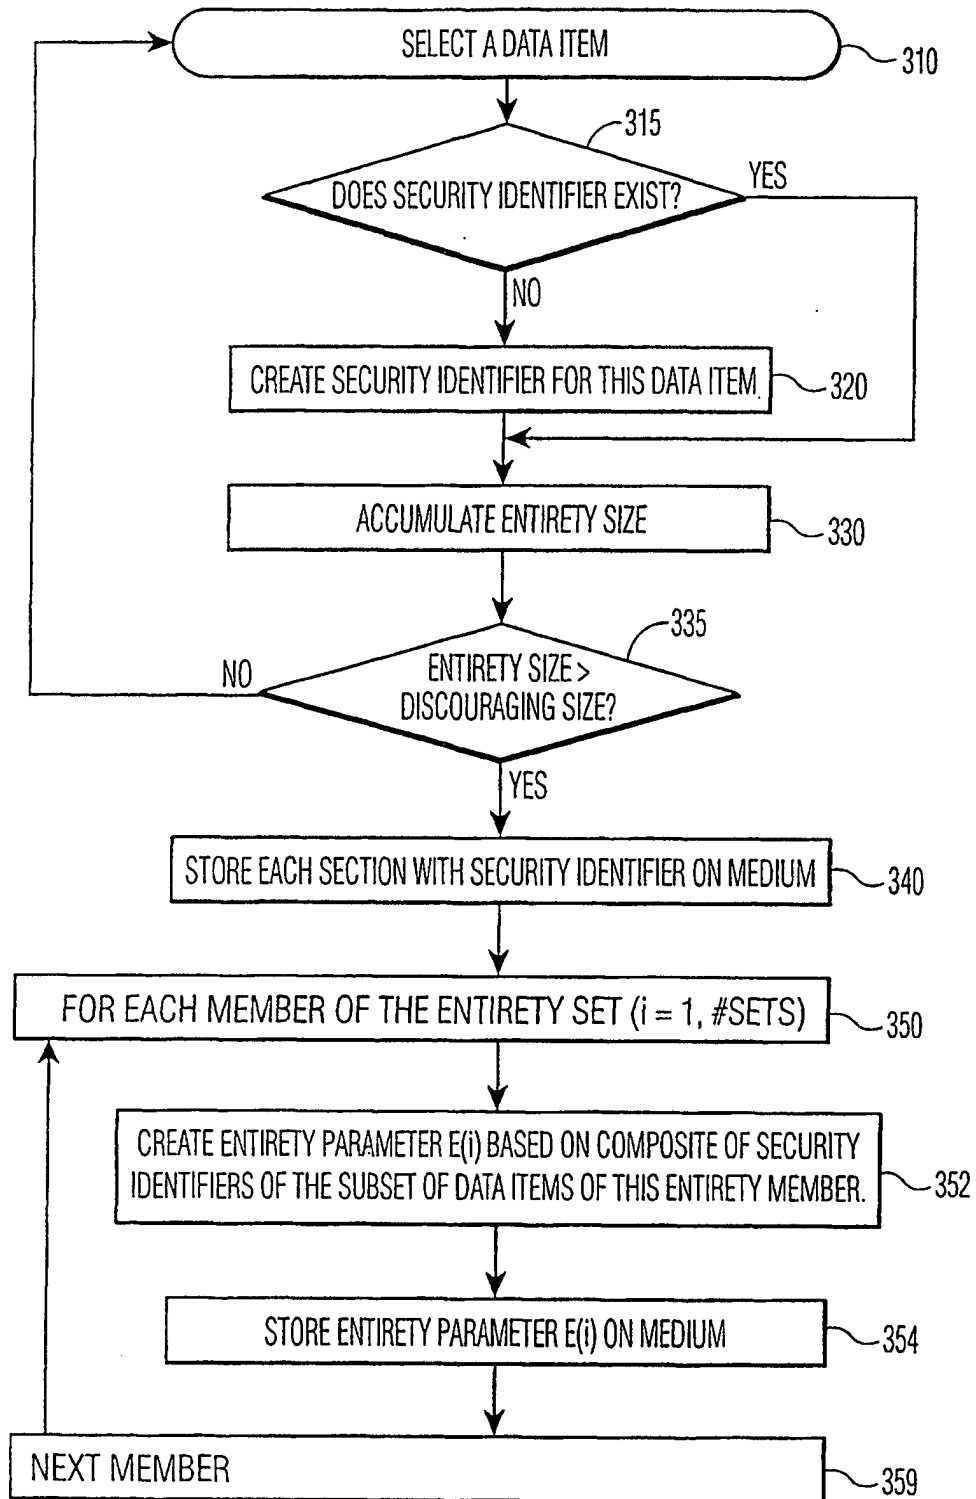 SELECT A DATA ITEM
310
315
DOES SECURITY IDENTIFIER EXIST?
YES
NO
CREATE SECURITY IDENTIFIER FOR THIS DATA ITEM.
320
ACCUMULATE ENTIRETY SIZE
330
335
ENTIRETY SIZE >
DISCOURAGING SIZE?
NO
YES
STORE EACH SECTION WITH SECURITY IDENTIFIER ON MEDIUM
340
FOR EACH MEMBER OF THE ENTIRETY SET (i = 1, #SETS)
350
CREATE ENTIRETY PARAMETER E(i) BASED ON COMPOSITE OF SECURITY
IDENTIFIERS OF THE SUBSET OF DATA ITEMS OF THIS ENTIRETY MEMBER.
352
STORE ENTIRETY PARAMETER E(i) ON MEDIUM
354
NEXT MEMBER
359